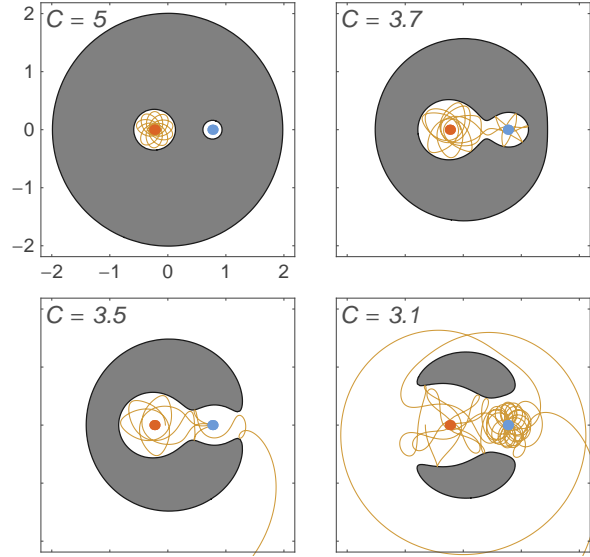 C = 5
C = 3.7
2
1
0
−1
−2
−2 −1 0 1 2
C = 3.5
C = 3.1